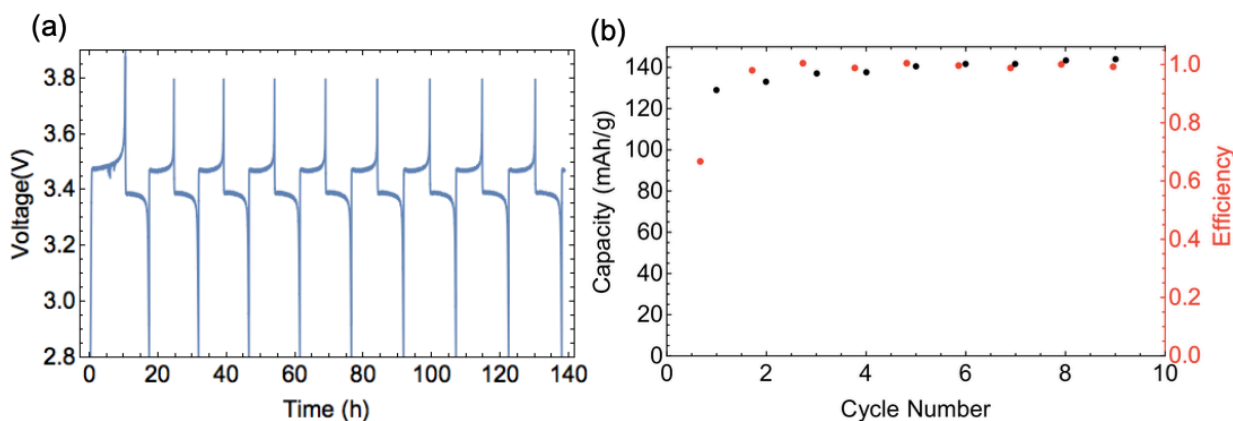 (a)
3.8
3.6
3.4
3.2
3.0
2.8
Voltage(V)
0 20 40 60 80 100 120 140
Time (h)
(b)
140
120
100
80
60
40
20
0
Capacity (mAh/g)
0 2 4 6 8 10
Cycle Number
1.0
0.8
0.6
0.4
0.2
0.0
Efficiency